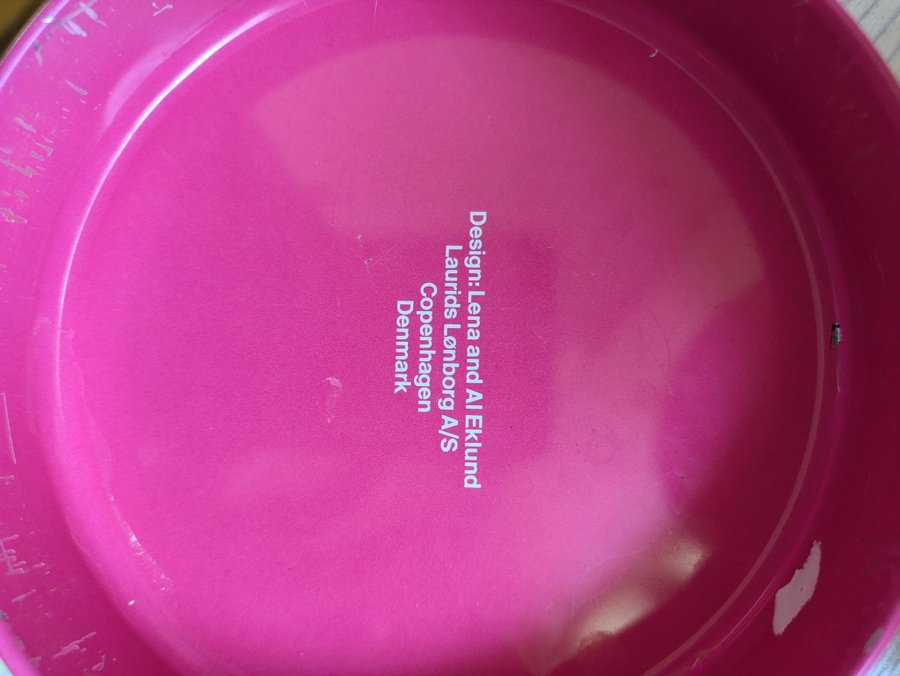 Design: Lena and Al Eklund
Laurids Lønborg A/S
Copenhagen
Denmark